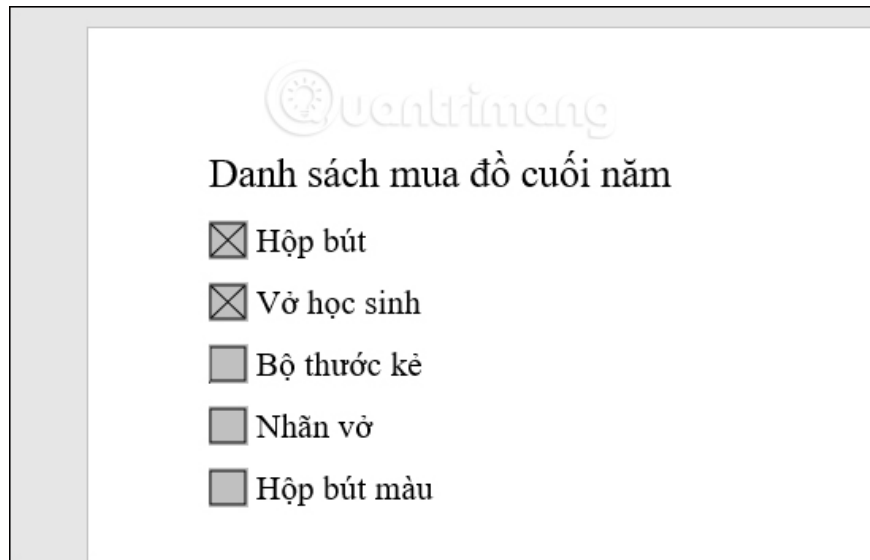 Quantrimang
Danh sách mua đồ cuối năm
☒ Hộp bút
☒ Vở học sinh
☐ Bộ thước kẻ
☐ Nhãn vở
☐ Hộp bút màu